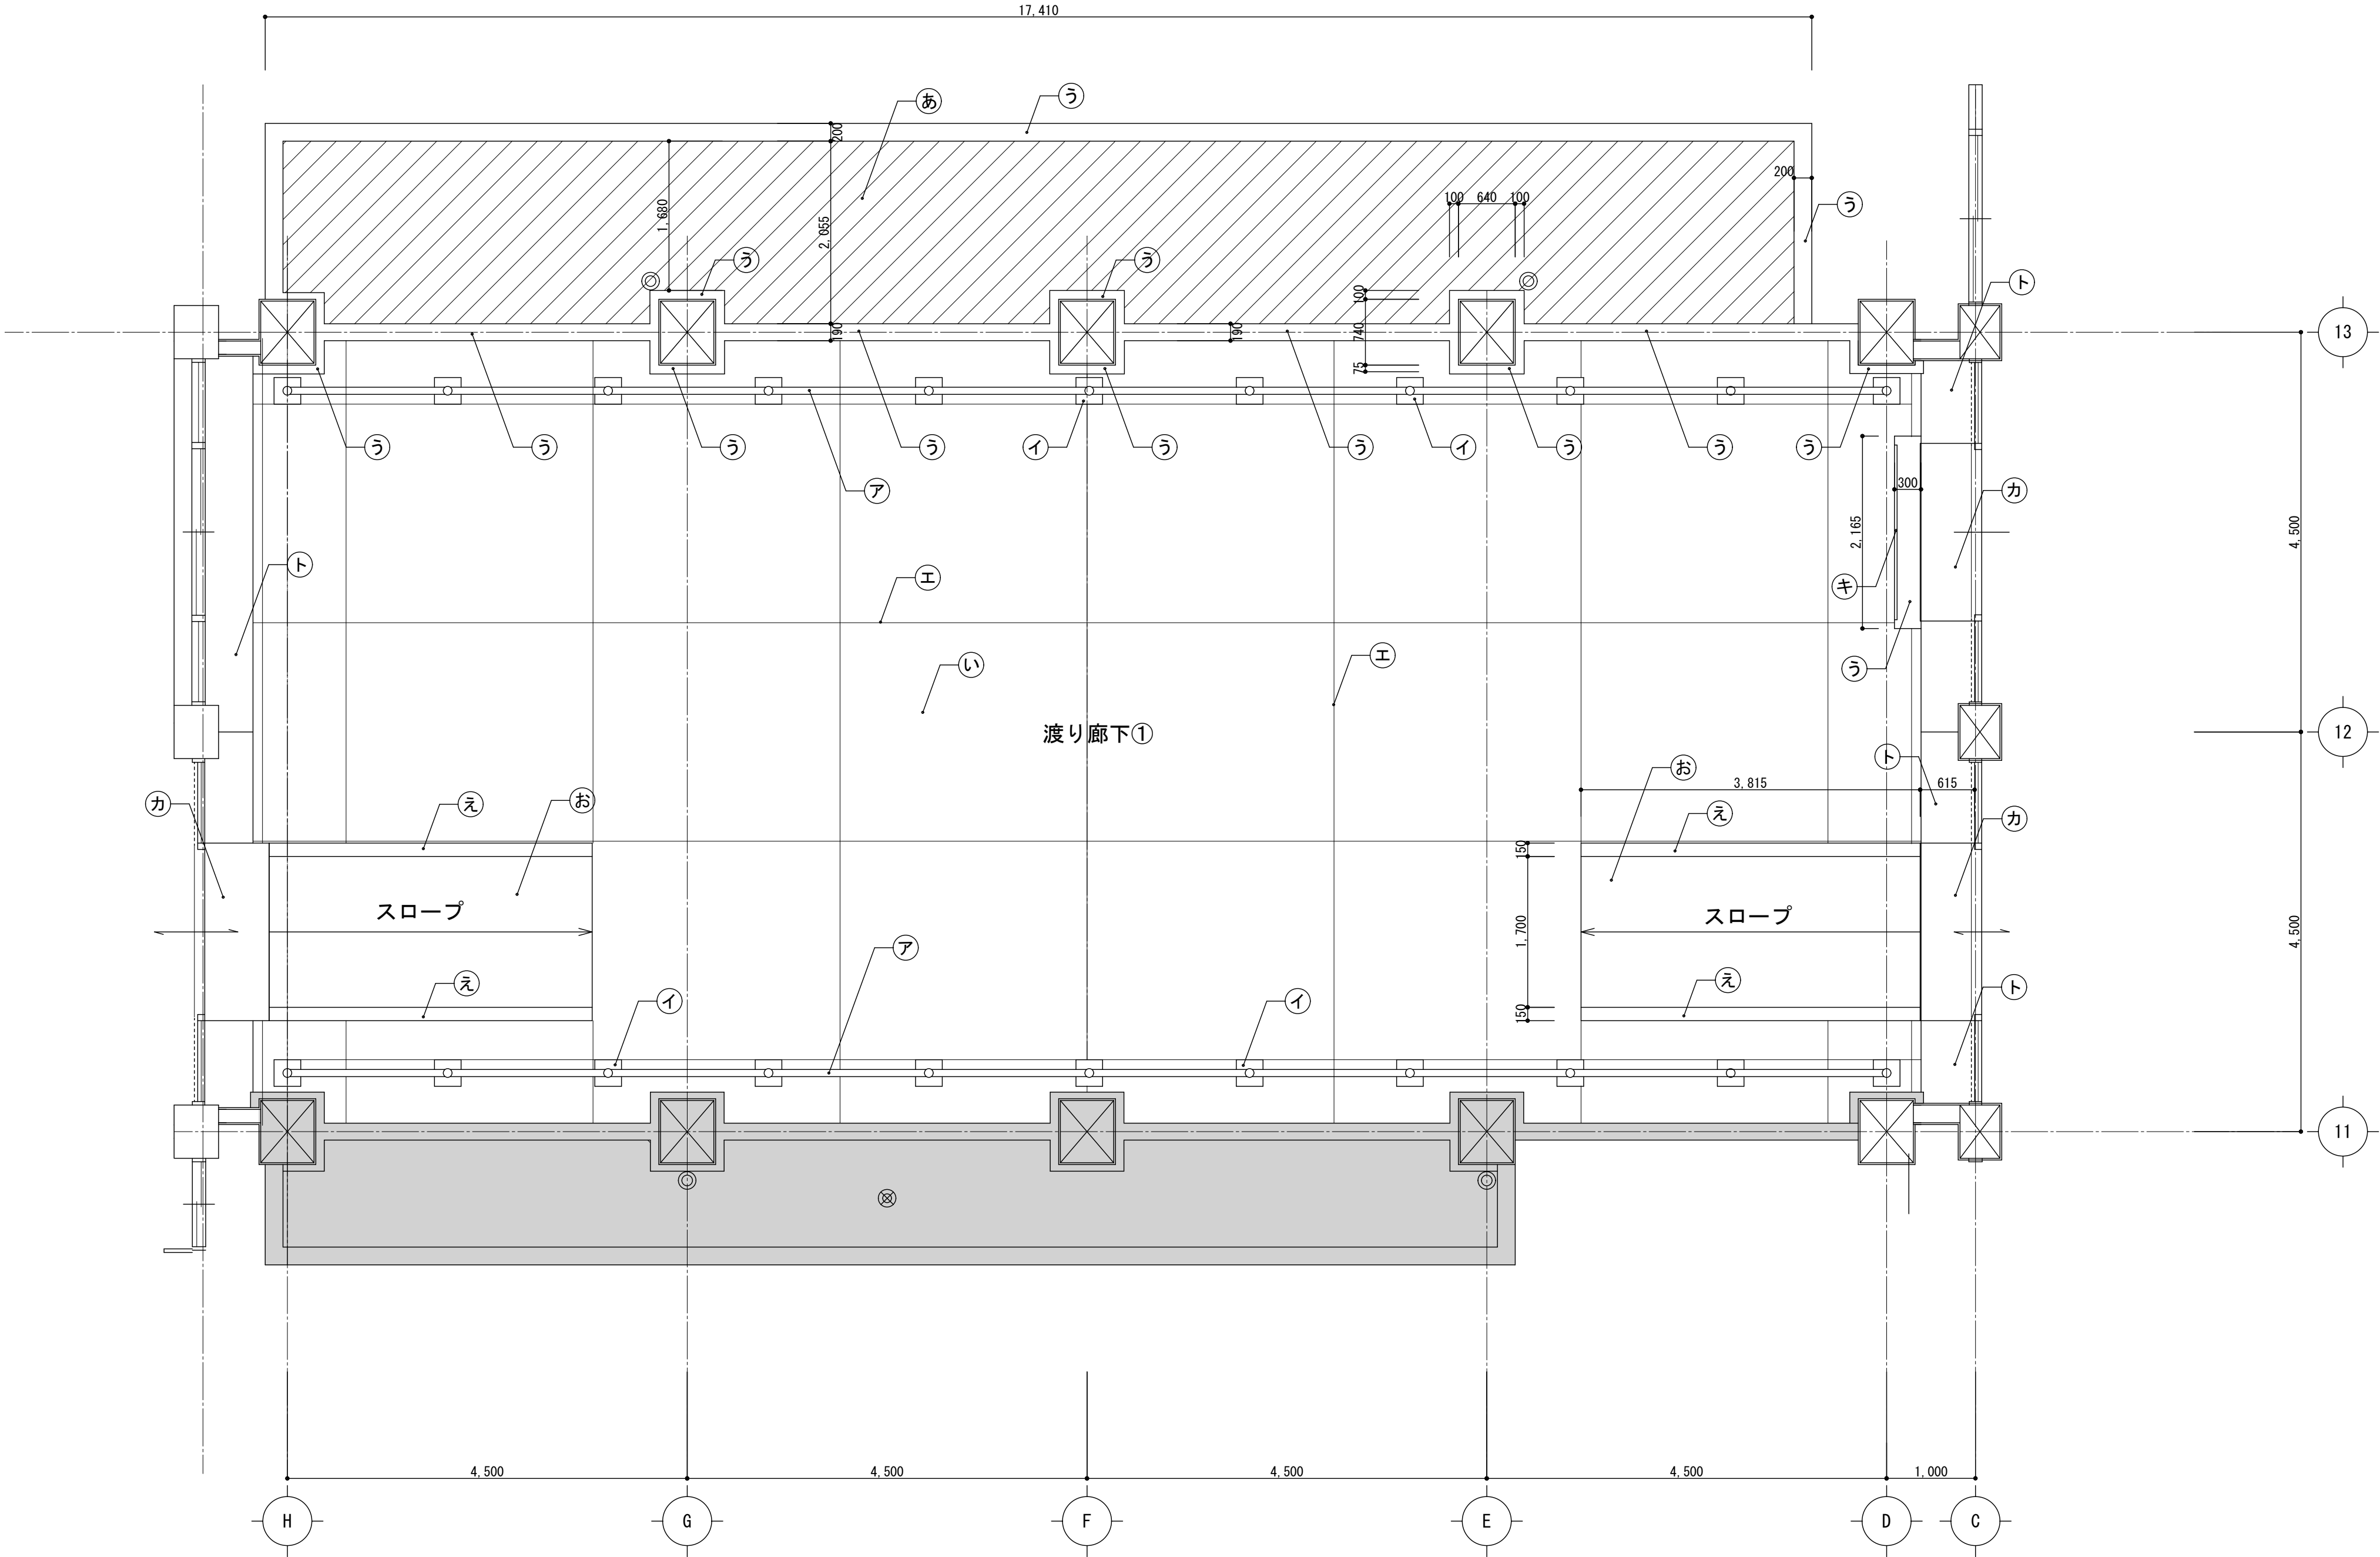 17,410
あ
う
200
200
1,680
2,055
100 640 100
う
う
う
ト
100
13
190
190
740
75
う
う
う
う
イ
う
う
イ
う
う
う
ア
300
カ
2,165
4,500
ト
エ
キ
い
エ
う
渡り廊下①
12
ト
お
3,815
615
カ
え
お
え
カ
150
スロープ
スロープ
1,700
4,500
ア
え
え
ト
イ
イ
150
11
4,500
4,500
4,500
4,500
1,000
H
G
F
E
D
C